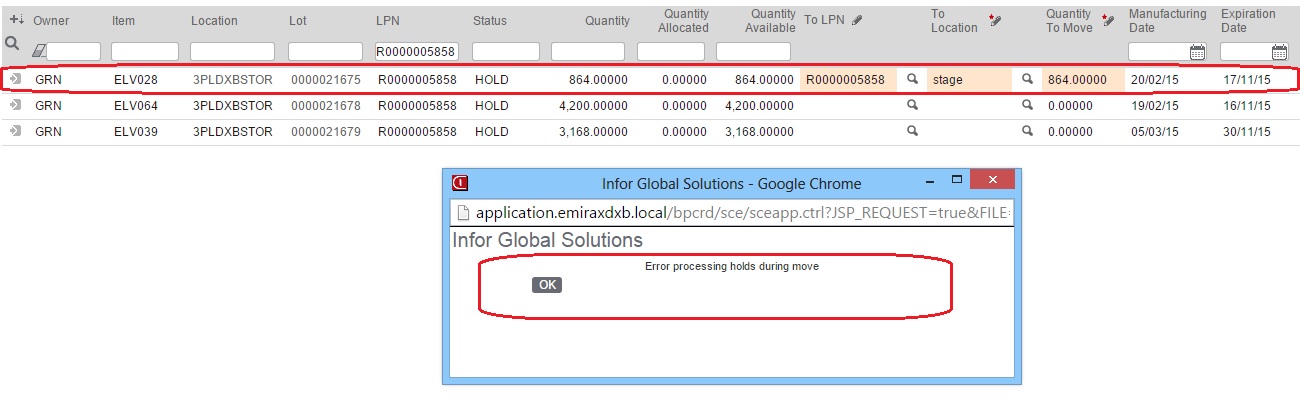 Owner Item Location Lot LPN Status Quantity Quantity Allocated Quantity Available To LPN To Location Quantity To Move Manufacturing Date Expiration Date
R0000005858
GRN ELV028 3PLDXBSTOR 0000021675 R0000005858 HOLD 864.00000 0.00000 864.00000 R0000005858 stage 864.00000 20/02/15 17/11/15
GRN ELV064 3PLDXBSTOR 0000021678 R0000005858 HOLD 4,200.00000 0.00000 4,200.00000 0.00000 19/02/15 16/11/15
GRN ELV039 3PLDXBSTOR 0000021679 R0000005858 HOLD 3,168.00000 0.00000 3,168.00000 0.00000 05/03/15 30/11/15
Infor Global Solutions - Google Chrome
application.emiraxdxb.local/bpcrd/sce/sceapp.ctrl?JSP_REQUEST=true&FILE=
Infor Global Solutions
Error processing holds during move
OK